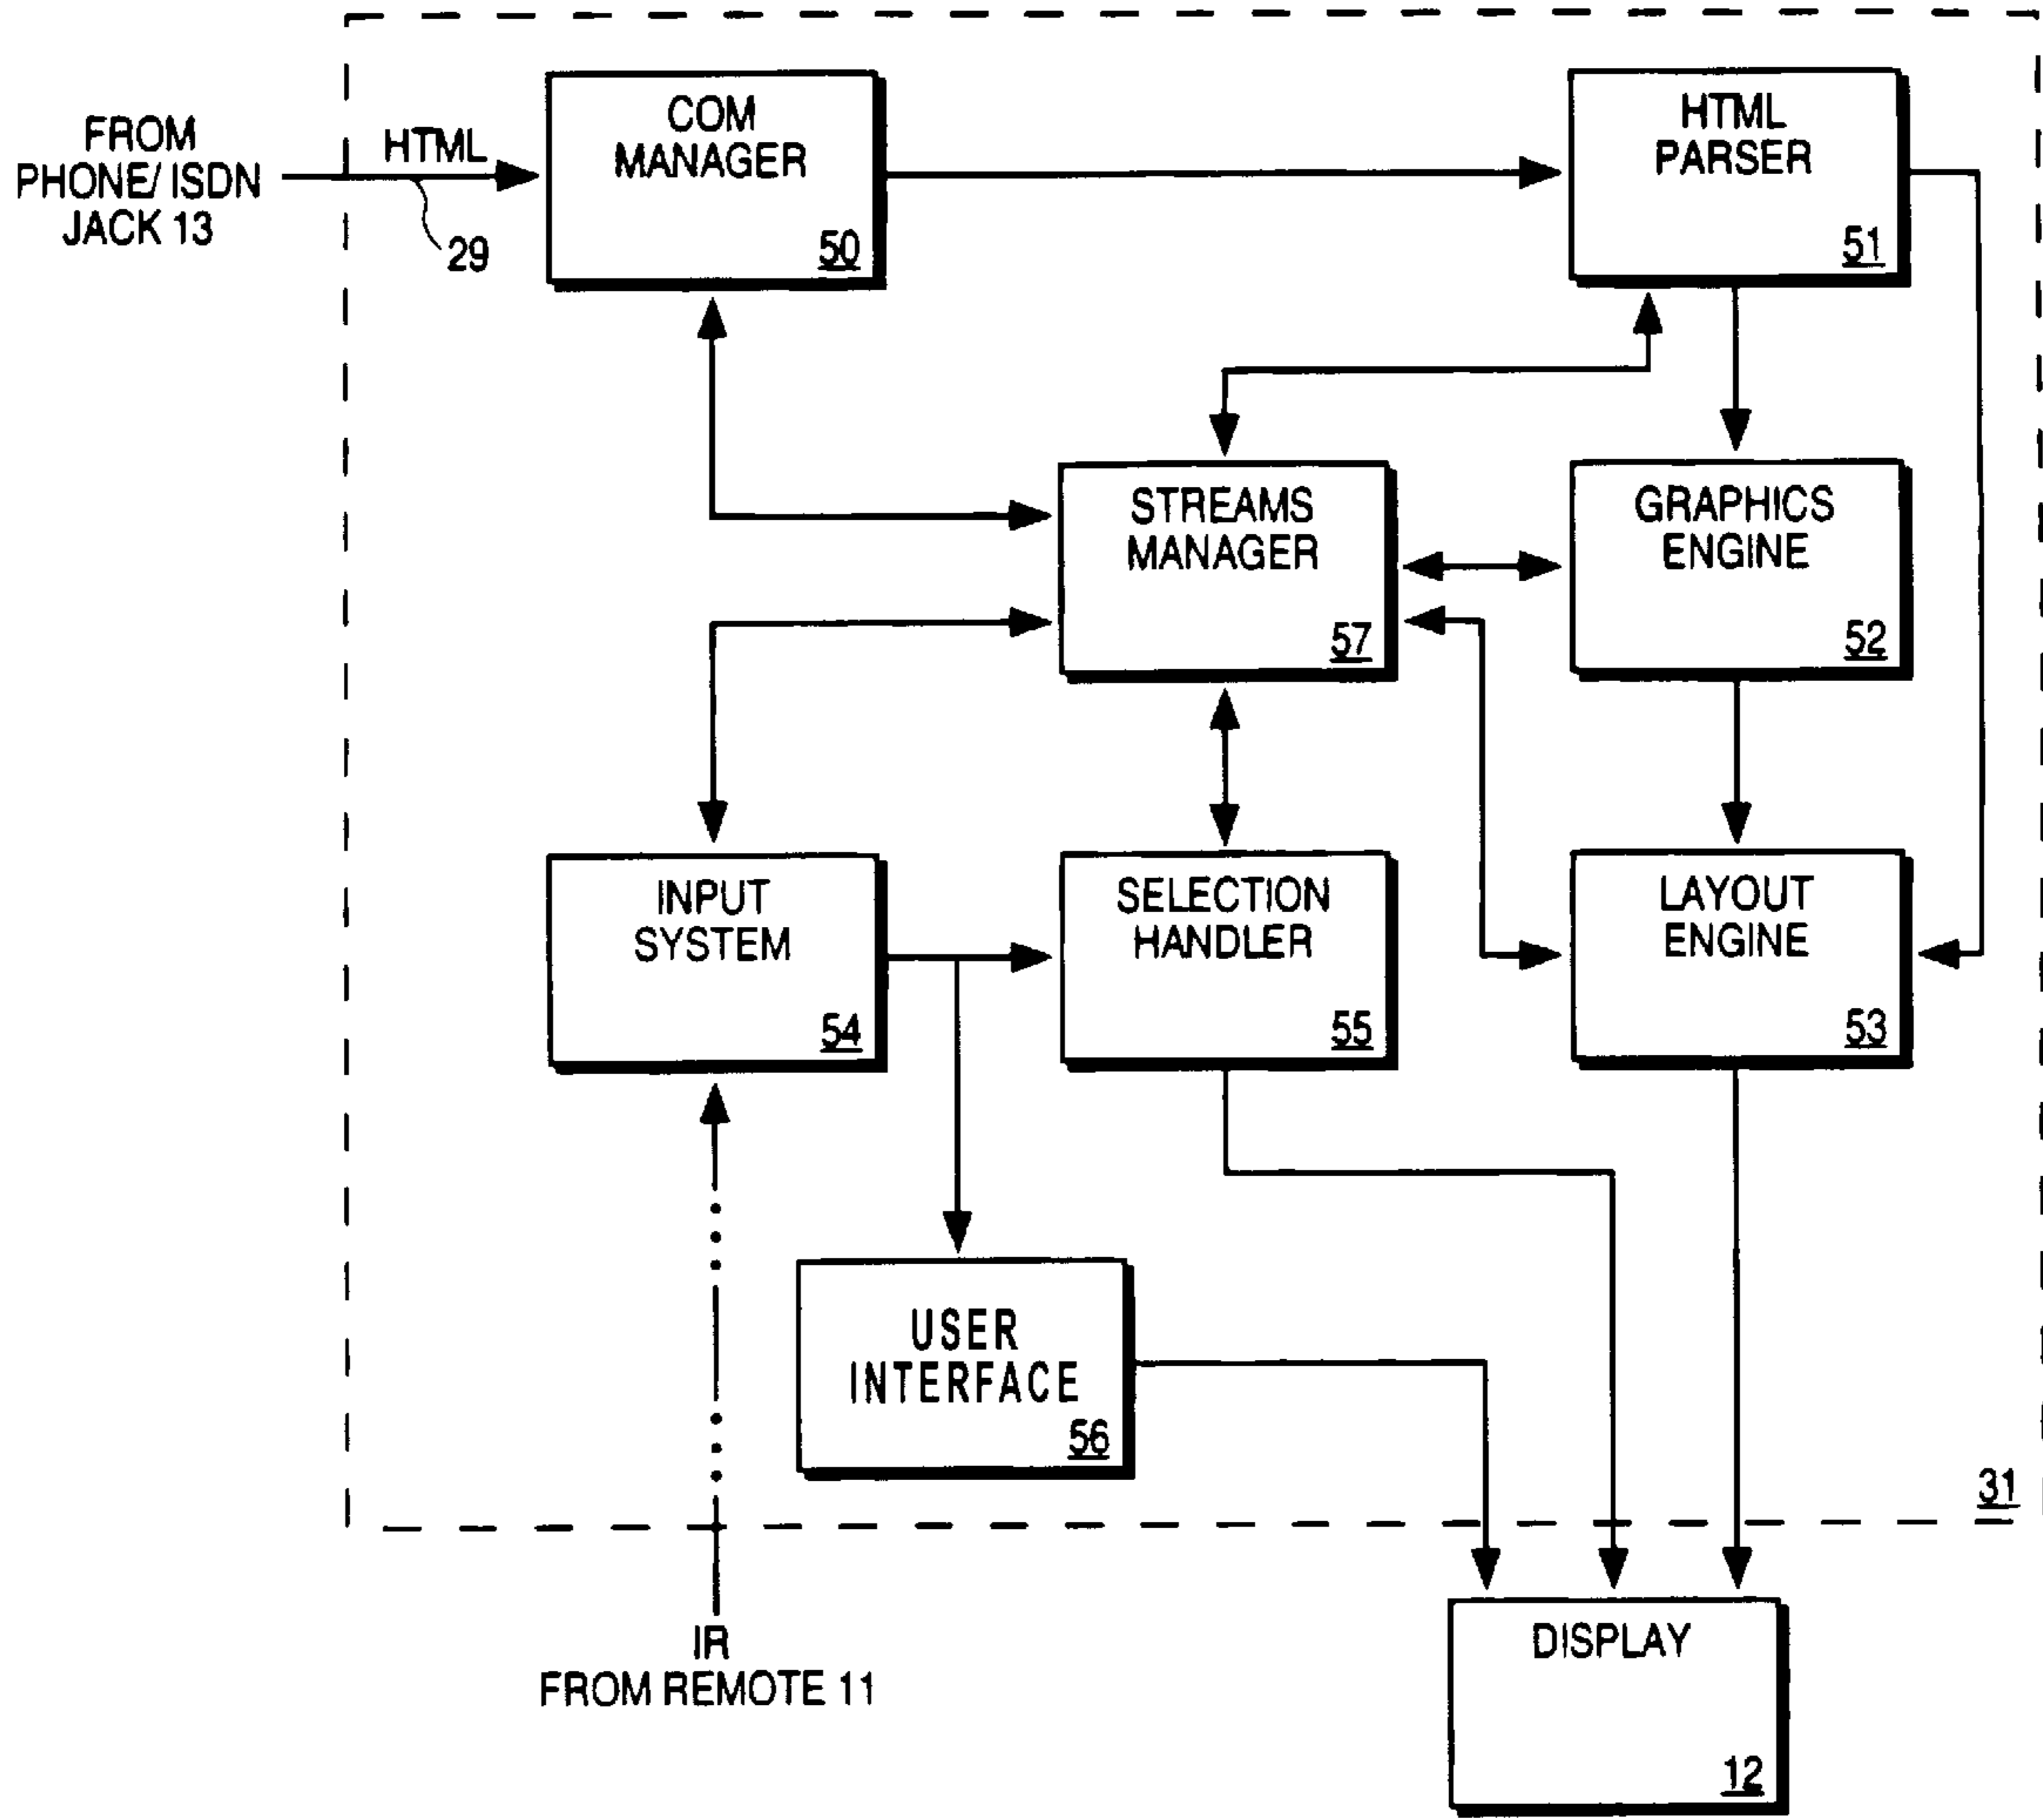 FROM
PHONE/ ISDN
JACK 13
HTML
29
COM
MANAGER
50
HTML
PARSER
51
STREAMS
MANAGER
57
GRAPHICS
ENGINE
52
INPUT
SYSTEM
54
SELECTION
HANDLER
55
LAYOUT
ENGINE
53
USER
INTERFACE
56
31
IR
FROM REMOTE 11
DISPLAY
12